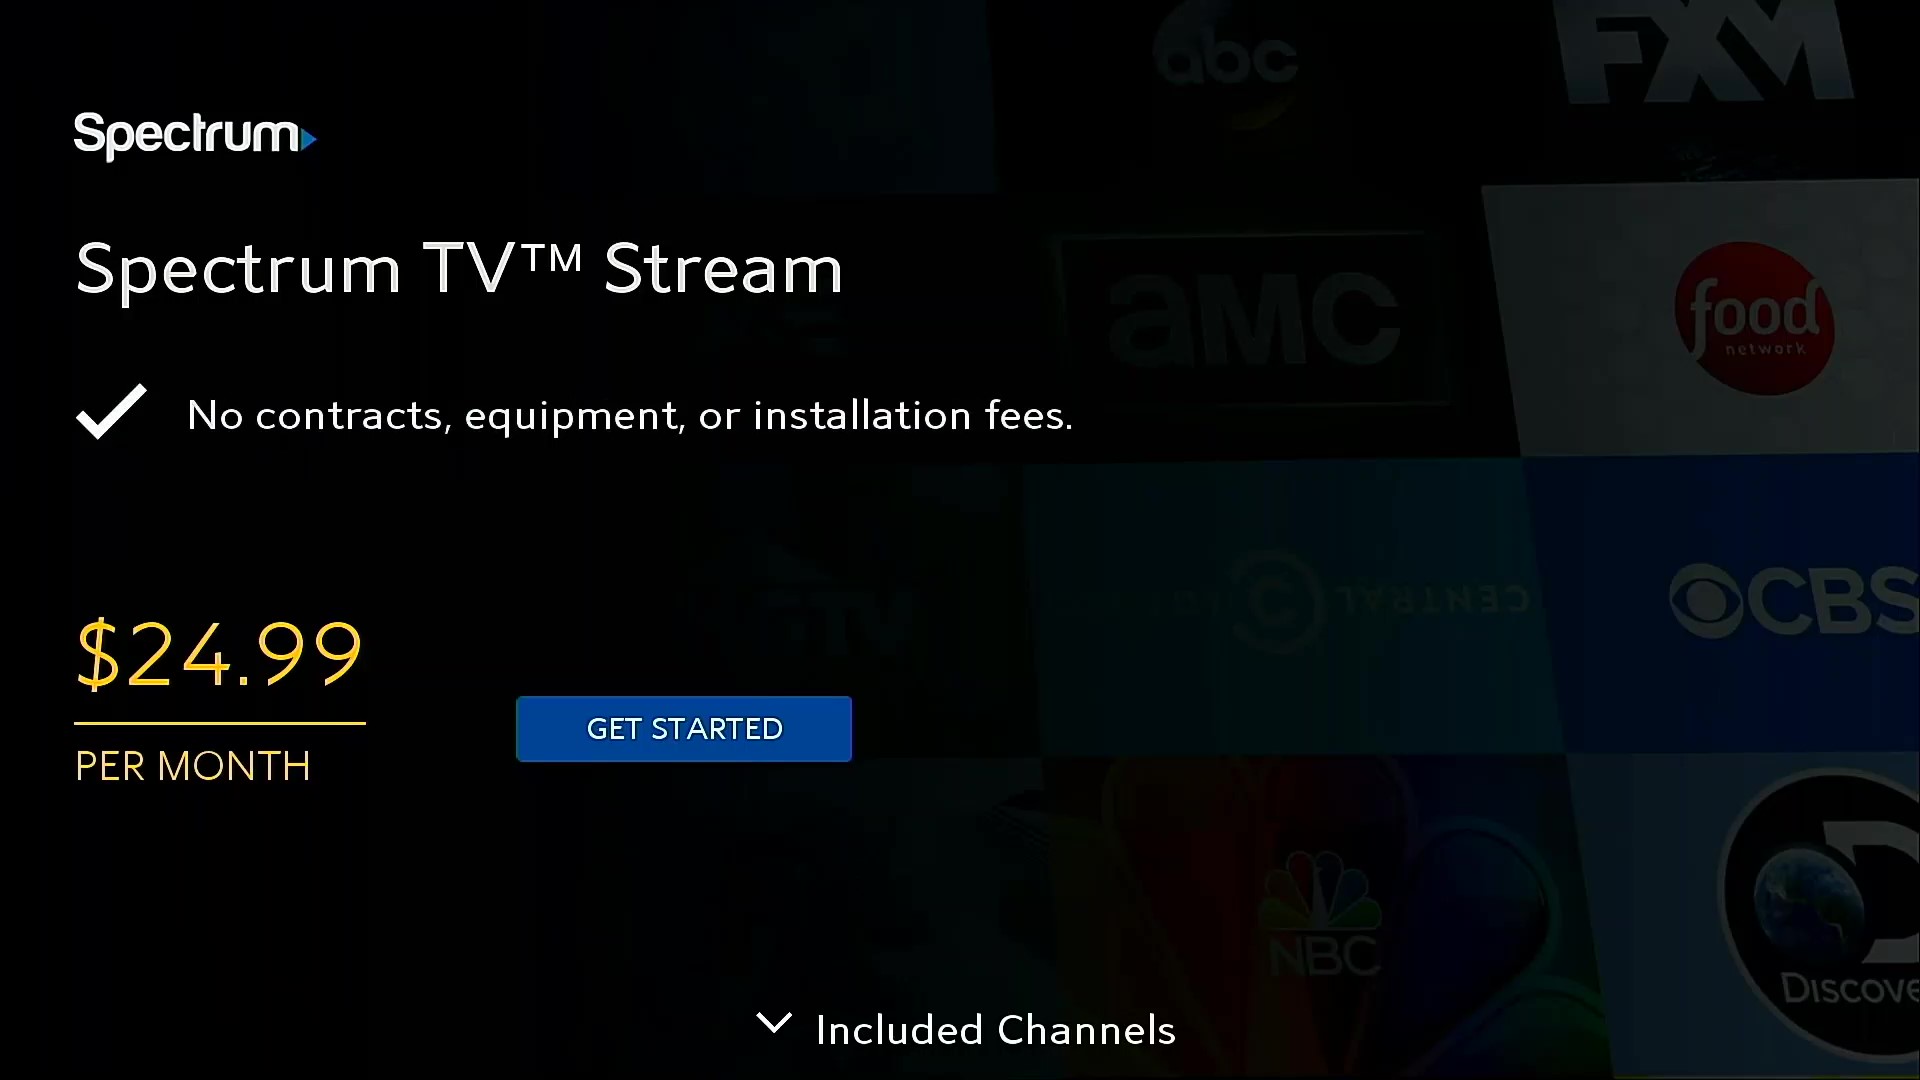 abc
FXM
Spectrum
Spectrum TV™ Stream
aMC
food
network
No contracts, equipment, or installation fees.
CENTRAL
CBS
$24.99
PER MONTH
GET STARTED
NBC
Discove
Included Channels